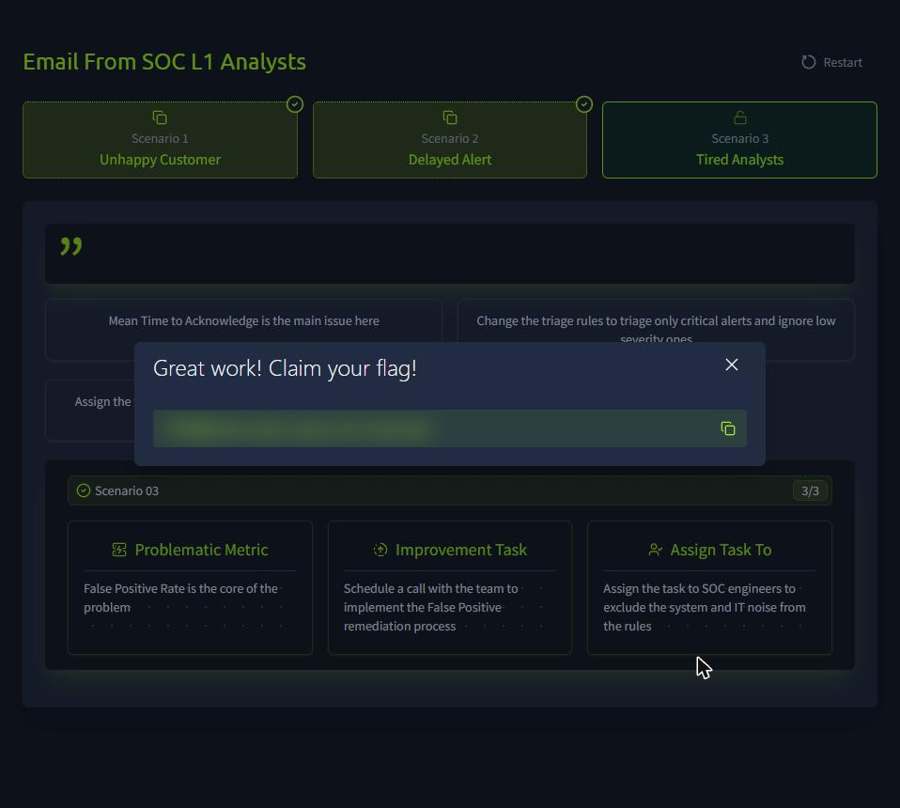 Email From SOC L1 Analysts
Restart
Scenario 1
Unhappy Customer
Scenario 2
Delayed Alert
Scenario 3
Tired Analysts
”
Mean Time to Acknowledge is the main issue here
Change the triage rules to triage only critical alerts and ignore low
severity ones
Assign the
Great work! Claim your flag!
Scenario 03
3/3
Problematic Metric
False Positive Rate is the core of the
problem
Improvement Task
Schedule a call with the team to
implement the False Positive
remediation process
Assign Task To
Assign the task to SOC engineers to
exclude the system and IT noise from
the rules